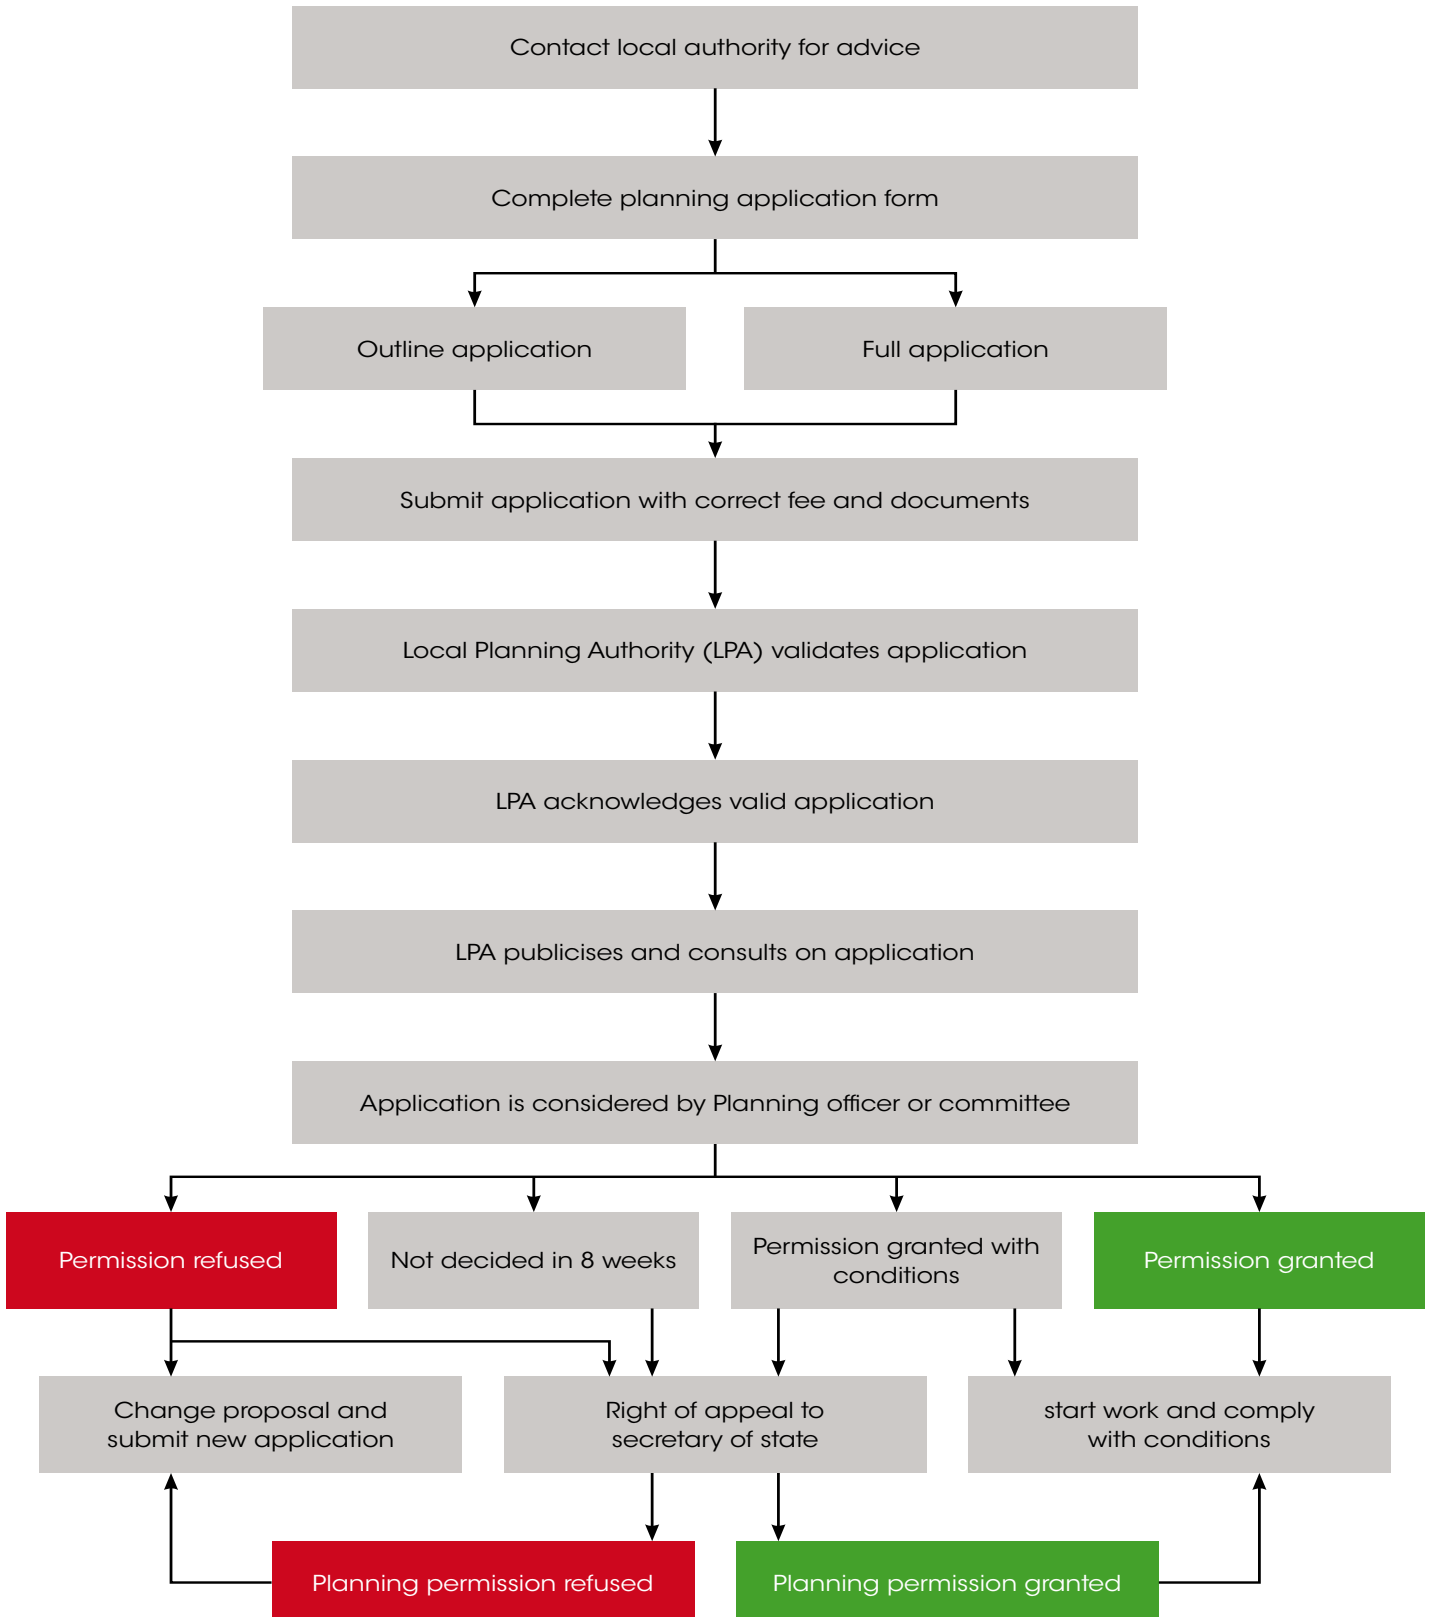 Contact local authority for advice
Complete planning application form
Outline application
Full application
Submit application with correct fee and documents
Local Planning Authority (LPA) validates application
LPA acknowledges valid application
LPA publicises and consults on application
Application is considered by Planning officer or committee
Permission refused
Not decided in 8 weeks
Permission granted with
conditions
Permission granted
Change proposal and
submit new application
Right of appeal to
secretary of state
start work and comply
with conditions
Planning permission refused
Planning permission granted